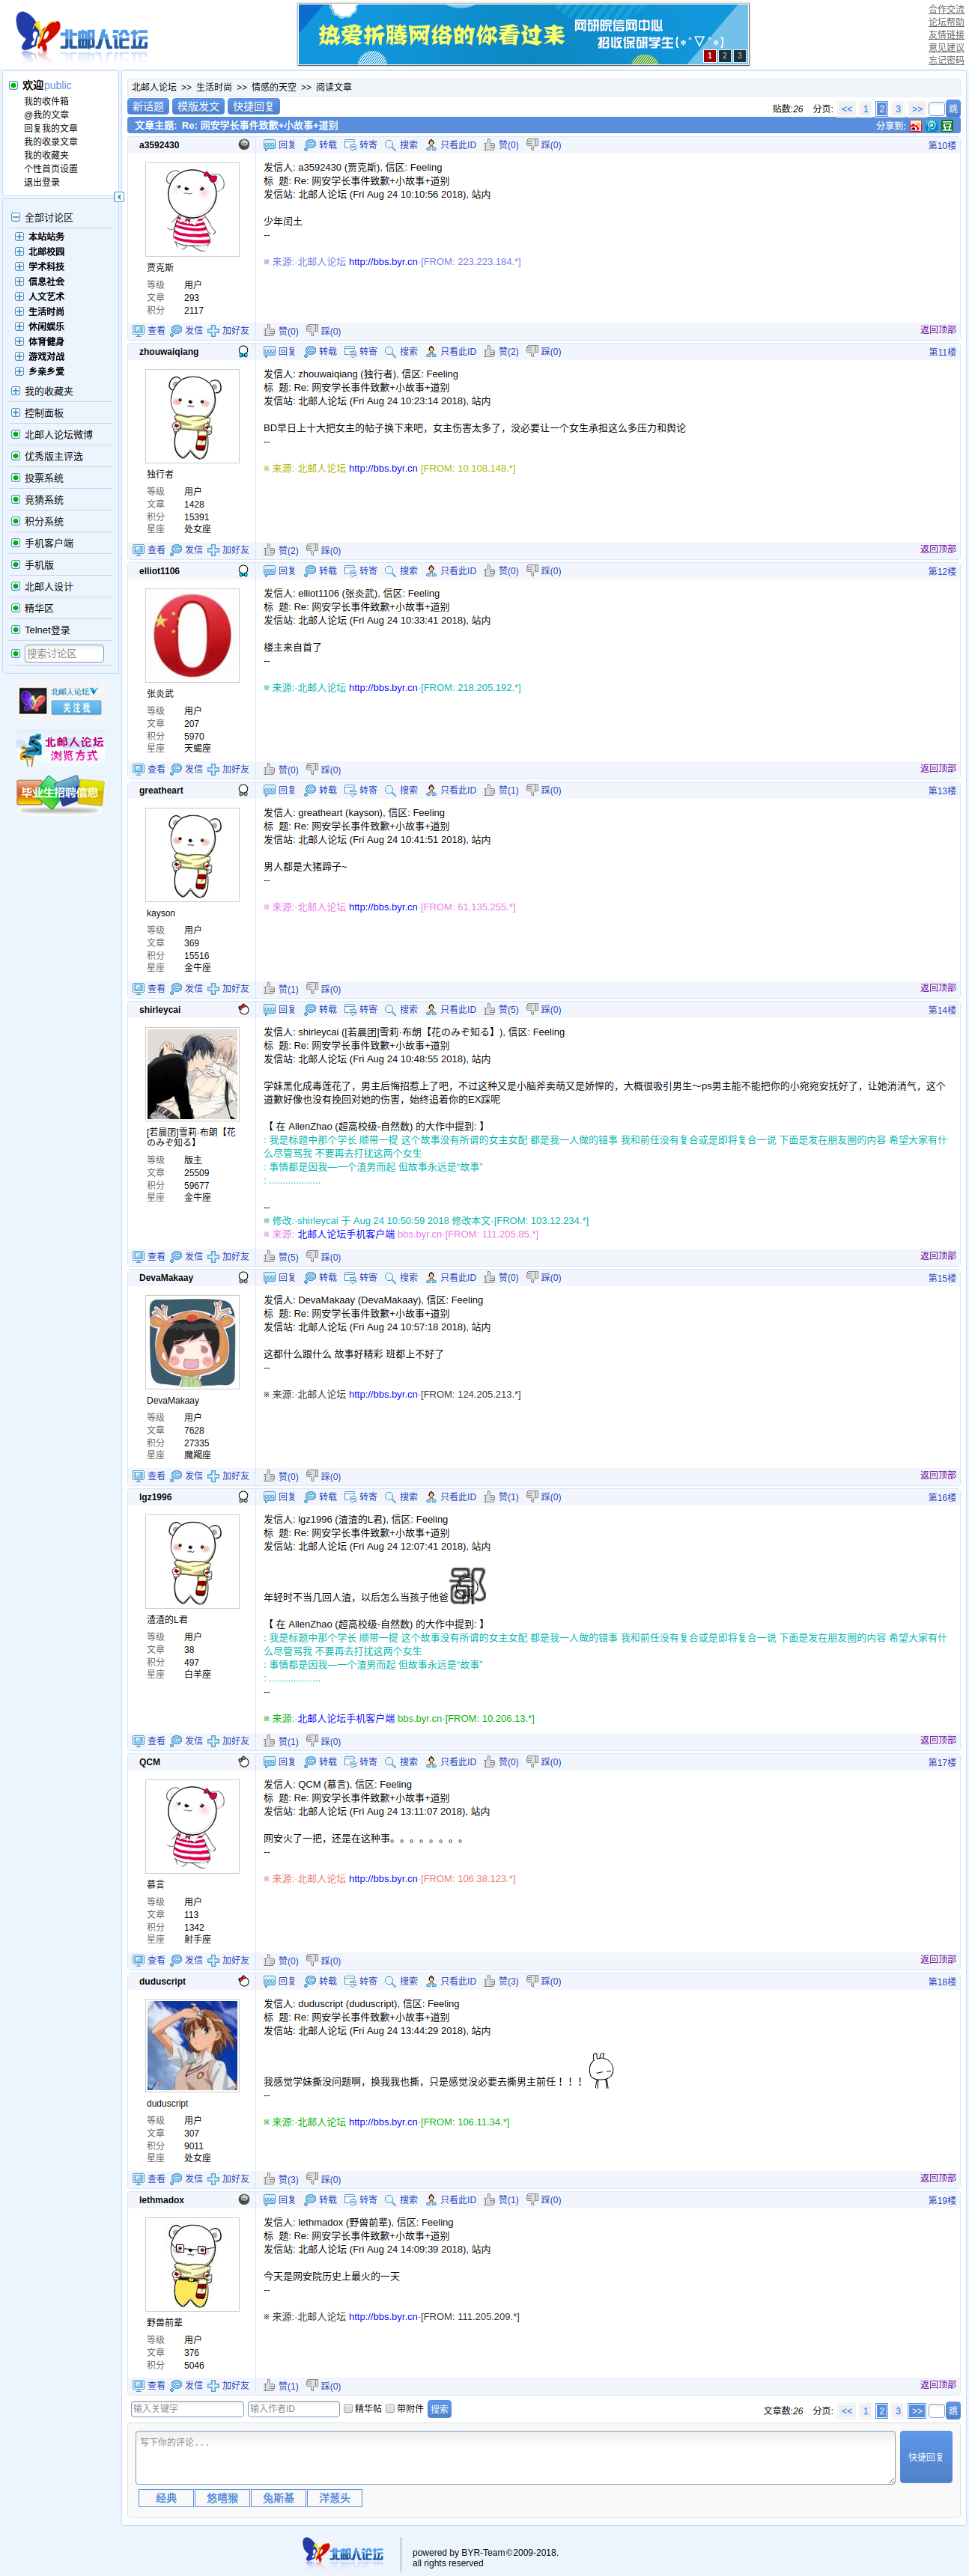 北邮人论坛
热爱折腾网络的你看过来
网研院信网中心
招收保研学生(*^▽^*)
1 2 3
合作交流
论坛帮助
友情链接
意见建议
忘记密码
欢迎public
我的收件箱
@我的文章
回复我的文章
我的收录文章
我的收藏夹
个性首页设置
退出登录
全部讨论区
本站站务
北邮校园
学术科技
信息社会
人文艺术
生活时尚
休闲娱乐
体育健身
游戏对战
乡亲乡爱
我的收藏夹
控制面板
北邮人论坛微博
优秀版主评选
投票系统
竞猜系统
积分系统
手机客户端
手机版
北邮人设计
精华区
Telnet登录
搜索讨论区
北邮人论坛
关注我
北邮人论坛
浏览方式
毕业生招聘信息
北邮人论坛 >> 生活时尚 >> 情感的天空 >> 阅读文章
新话题 模版发文 快捷回复
贴数:26 分页: << 1 2 3 >> 跳
文章主题: Re: 网安学长事件致歉+小故事+道别
分享到:
a3592430
回复 转载 转寄 搜索 只看此ID 赞(0) 踩(0) 第10楼
贾克斯
等级 用户
文章 293
积分 2117
发信人: a3592430 (贾克斯), 信区: Feeling
标 题: Re: 网安学长事件致歉+小故事+道别
发信站: 北邮人论坛 (Fri Aug 24 10:10:56 2018), 站内
少年闰土
--
※ 来源:·北邮人论坛 http://bbs.byr.cn·[FROM: 223.223.184.*]
查看 发信 加好友 赞(0) 踩(0) 返回顶部
zhouwaiqiang
回复 转载 转寄 搜索 只看此ID 赞(2) 踩(0) 第11楼
独行者
等级 用户
文章 1428
积分 15391
星座 处女座
发信人: zhouwaiqiang (独行者), 信区: Feeling
标 题: Re: 网安学长事件致歉+小故事+道别
发信站: 北邮人论坛 (Fri Aug 24 10:23:14 2018), 站内
BD早日上十大把女主的帖子换下来吧，女主伤害太多了，没必要让一个女生承担这么多压力和舆论
--
※ 来源:·北邮人论坛 http://bbs.byr.cn·[FROM: 10.108.148.*]
查看 发信 加好友 赞(2) 踩(0) 返回顶部
elliot1106
回复 转载 转寄 搜索 只看此ID 赞(0) 踩(0) 第12楼
张炎武
等级 用户
文章 207
积分 5970
星座 天蝎座
发信人: elliot1106 (张炎武), 信区: Feeling
标 题: Re: 网安学长事件致歉+小故事+道别
发信站: 北邮人论坛 (Fri Aug 24 10:33:41 2018), 站内
楼主来自首了
--
※ 来源:·北邮人论坛 http://bbs.byr.cn·[FROM: 218.205.192.*]
查看 发信 加好友 赞(0) 踩(0) 返回顶部
greatheart
回复 转载 转寄 搜索 只看此ID 赞(1) 踩(0) 第13楼
kayson
等级 用户
文章 369
积分 15516
星座 金牛座
发信人: greatheart (kayson), 信区: Feeling
标 题: Re: 网安学长事件致歉+小故事+道别
发信站: 北邮人论坛 (Fri Aug 24 10:41:51 2018), 站内
男人都是大猪蹄子~
--
※ 来源:·北邮人论坛 http://bbs.byr.cn·[FROM: 61.135.255.*]
查看 发信 加好友 赞(1) 踩(0) 返回顶部
shirleycai
回复 转载 转寄 搜索 只看此ID 赞(5) 踩(0) 第14楼
[若晨团]雪莉·布朗【花
のみぞ知る】
等级 版主
文章 25509
积分 59677
星座 金牛座
发信人: shirleycai ([若晨团]雪莉·布朗【花のみぞ知る】), 信区: Feeling
标 题: Re: 网安学长事件致歉+小故事+道别
发信站: 北邮人论坛 (Fri Aug 24 10:48:55 2018), 站内
学妹黑化成毒莲花了，男主后悔招惹上了吧，不过这种又是小脑斧卖萌又是娇悍的，大概很吸引男生～ps男主能不能把你的小宛宛安抚好了，让她消消气，这个
道歉好像也没有挽回对她的伤害，始终追着你的EX踩呢
【 在 AllenZhao (超高校级-自然数) 的大作中提到: 】
: 我是标题中那个学长 顺带一提 这个故事没有所谓的女主女配 都是我一人做的错事 我和前任没有复合或是即将复合一说 下面是发在朋友圈的内容 希望大家有什
么尽管骂我 不要再去打扰这两个女生
: 事情都是因我—一个渣男而起 但故事永远是“故事”
: ...................
--
※ 修改:·shirleycai 于 Aug 24 10:50:59 2018 修改本文·[FROM: 103.12.234.*]
※ 来源:·北邮人论坛手机客户端 bbs.byr.cn·[FROM: 111.205.85.*]
查看 发信 加好友 赞(5) 踩(0) 返回顶部
DevaMakaay
回复 转载 转寄 搜索 只看此ID 赞(0) 踩(0) 第15楼
DevaMakaay
等级 用户
文章 7628
积分 27335
星座 魔羯座
发信人: DevaMakaay (DevaMakaay), 信区: Feeling
标 题: Re: 网安学长事件致歉+小故事+道别
发信站: 北邮人论坛 (Fri Aug 24 10:57:18 2018), 站内
这都什么跟什么 故事好精彩 班都上不好了
--
※ 来源:·北邮人论坛 http://bbs.byr.cn·[FROM: 124.205.213.*]
查看 发信 加好友 赞(0) 踩(0) 返回顶部
lgz1996
回复 转载 转寄 搜索 只看此ID 赞(1) 踩(0) 第16楼
渣渣的L君
等级 用户
文章 38
积分 497
星座 白羊座
发信人: lgz1996 (渣渣的L君), 信区: Feeling
标 题: Re: 网安学长事件致歉+小故事+道别
发信站: 北邮人论坛 (Fri Aug 24 12:07:41 2018), 站内
年轻时不当几回人渣，以后怎么当孩子他爸
【 在 AllenZhao (超高校级-自然数) 的大作中提到: 】
: 我是标题中那个学长 顺带一提 这个故事没有所谓的女主女配 都是我一人做的错事 我和前任没有复合或是即将复合一说 下面是发在朋友圈的内容 希望大家有什
么尽管骂我 不要再去打扰这两个女生
: 事情都是因我—一个渣男而起 但故事永远是“故事”
: ...................
--
※ 来源:·北邮人论坛手机客户端 bbs.byr.cn·[FROM: 10.206.13.*]
查看 发信 加好友 赞(1) 踩(0) 返回顶部
QCM
回复 转载 转寄 搜索 只看此ID 赞(0) 踩(0) 第17楼
慕言
等级 用户
文章 113
积分 1342
星座 射手座
发信人: QCM (慕言), 信区: Feeling
标 题: Re: 网安学长事件致歉+小故事+道别
发信站: 北邮人论坛 (Fri Aug 24 13:11:07 2018), 站内
网安火了一把，还是在这种事。。。。。。。。
--
※ 来源:·北邮人论坛 http://bbs.byr.cn·[FROM: 106.38.123.*]
查看 发信 加好友 赞(0) 踩(0) 返回顶部
duduscript
回复 转载 转寄 搜索 只看此ID 赞(3) 踩(0) 第18楼
duduscript
等级 用户
文章 307
积分 9011
星座 处女座
发信人: duduscript (duduscript), 信区: Feeling
标 题: Re: 网安学长事件致歉+小故事+道别
发信站: 北邮人论坛 (Fri Aug 24 13:44:29 2018), 站内
我感觉学妹撕没问题啊，换我我也撕，只是感觉没必要去撕男主前任！！！
--
※ 来源:·北邮人论坛 http://bbs.byr.cn·[FROM: 106.11.34.*]
查看 发信 加好友 赞(3) 踩(0) 返回顶部
lethmadox
回复 转载 转寄 搜索 只看此ID 赞(1) 踩(0) 第19楼
野兽前辈
等级 用户
文章 376
积分 5046
发信人: lethmadox (野兽前辈), 信区: Feeling
标 题: Re: 网安学长事件致歉+小故事+道别
发信站: 北邮人论坛 (Fri Aug 24 14:09:39 2018), 站内
今天是网安院历史上最火的一天
--
※ 来源:·北邮人论坛 http://bbs.byr.cn·[FROM: 111.205.209.*]
查看 发信 加好友 赞(1) 踩(0) 返回顶部
输入关键字 输入作者ID 精华帖 带附件 搜索
文章数:26 分页: << 1 2 3 >> 跳
写下你的评论...
快捷回复
经典 悠嘻猴 兔斯基 洋葱头
北邮人论坛
powered by BYR-Team©2009-2018.
all rights reserved